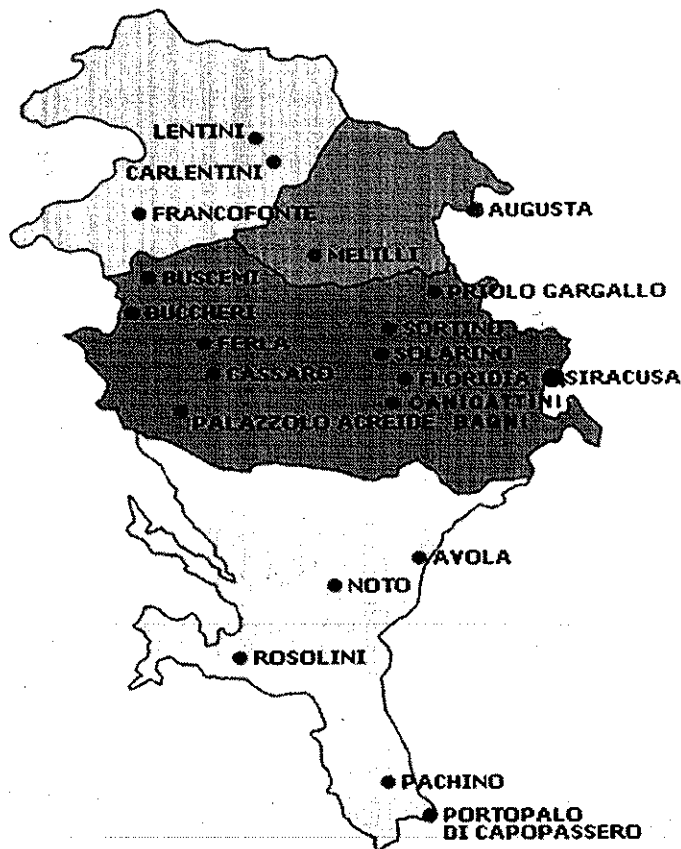 LENTINI
CARLENTINI
FRANCOFONTE
AUGUSTA
MELILLI
BUSCEMI
PRIOLO GARGALLO
BUCCHERI
SORTINO
FERLA
SOLARINO
CASSARO
FLORIDIA
SIRACUSA
CANICATTINI
PALAZZOLO ACREIDE BAGNI
AVOLA
NOTO
ROSOLINI
PACHINO
PORTOPALO
DI CAPOPASSERO